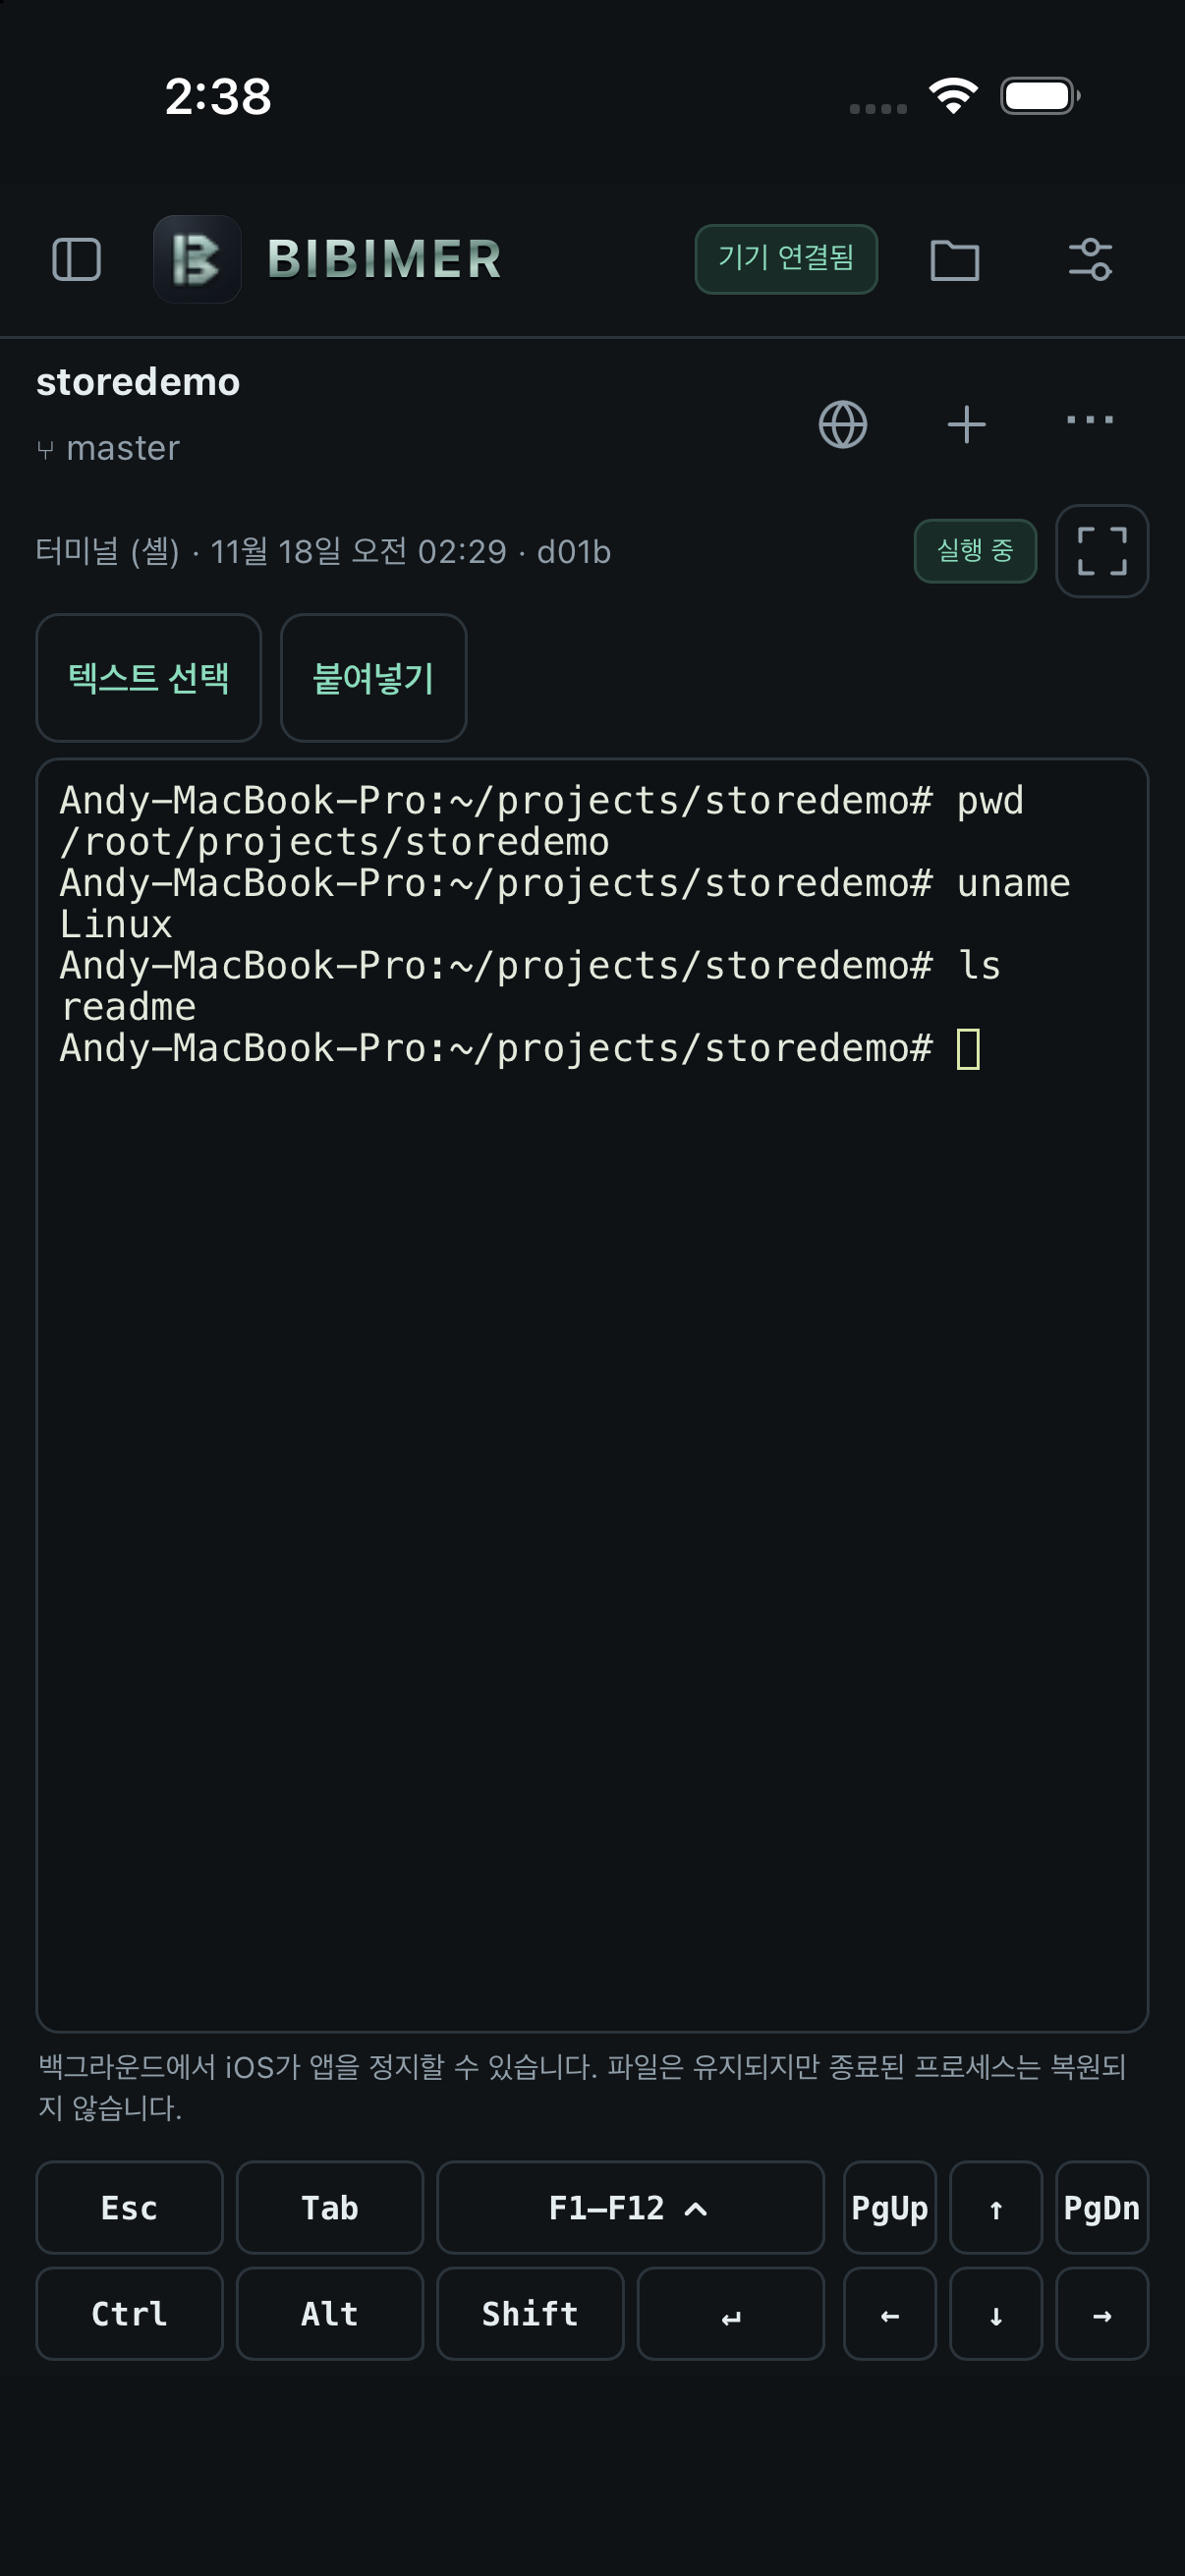 2:38
BIBIMER
기기 연결됨
storedemo
master
터미널 (셸) · 11월 18일 오전 02:29 · d01b
실행 중
텍스트 선택
붙여넣기
Andy-MacBook-Pro:~/projects/storedemo# pwd
/root/projects/storedemo
Andy-MacBook-Pro:~/projects/storedemo# uname
Linux
Andy-MacBook-Pro:~/projects/storedemo# ls
readme
Andy-MacBook-Pro:~/projects/storedemo#
백그라운드에서 iOS가 앱을 정지할 수 있습니다. 파일은 유지되지만 종료된 프로세스는 복원되
지 않습니다.
Esc Tab F1–F12 PgUp ↑ PgDn
Ctrl Alt Shift ↵ ← ↓ →